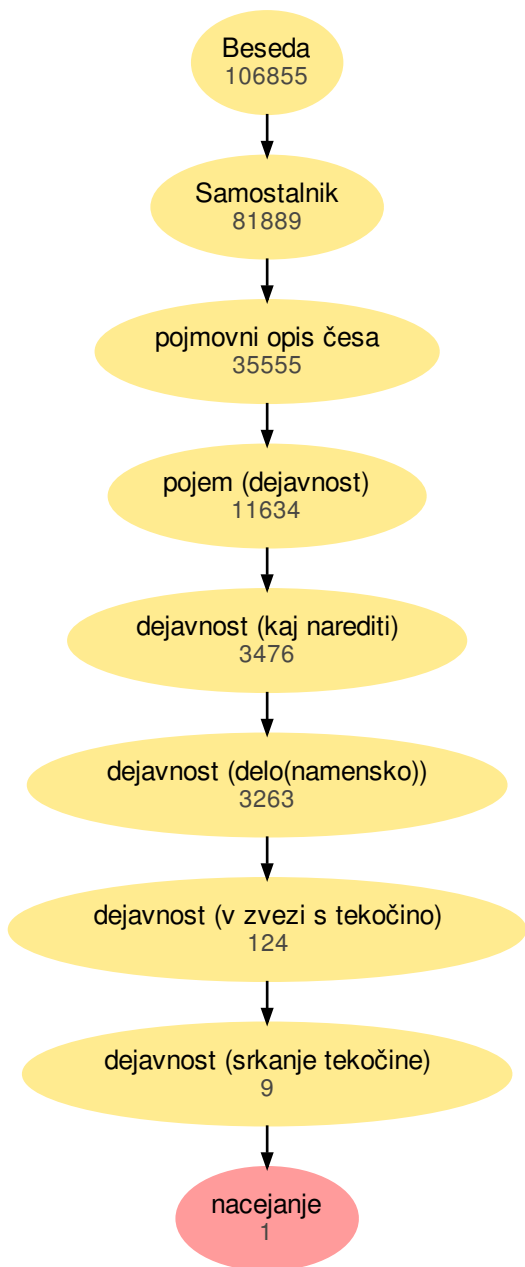 Beseda
106855
Samostalnik
81889
pojmovni opis česa
35555
pojem (dejavnost)
11634
dejavnost (kaj narediti)
3476
dejavnost (delo(namensko))
3263
dejavnost (v zvezi s tekočino)
124
dejavnost (srkanje tekočine)
9
nacejanje
1